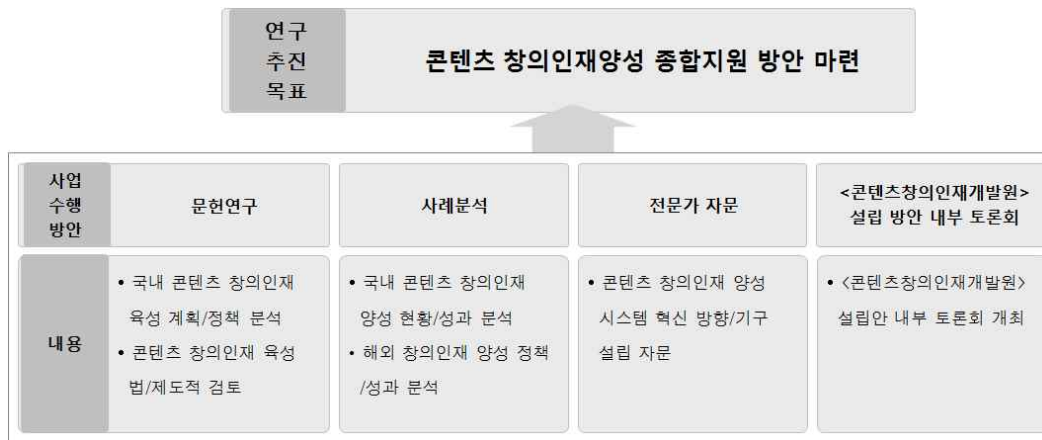 연구
추진
목표
콘텐츠 창의인재양성 종합지원 방안 마련
사업
수행
방안
문헌연구
사례분석
전문가 자문
<콘텐츠창의인재개발원>
설립 방안 내부 토론회
내용
• 국내 콘텐츠 창의인재
육성 계획/정책 분석
• 콘텐츠 창의인재 육성
법/제도적 검토
• 국내 콘텐츠 창의인재
양성 현황/성과 분석
• 해외 창의인재 양성 정책
/성과 분석
• 콘텐츠 창의인재 양성
시스템 혁신 방향/기구
설립 자문
• <콘텐츠창의인재개발원>
설립안 내부 토론회 개최